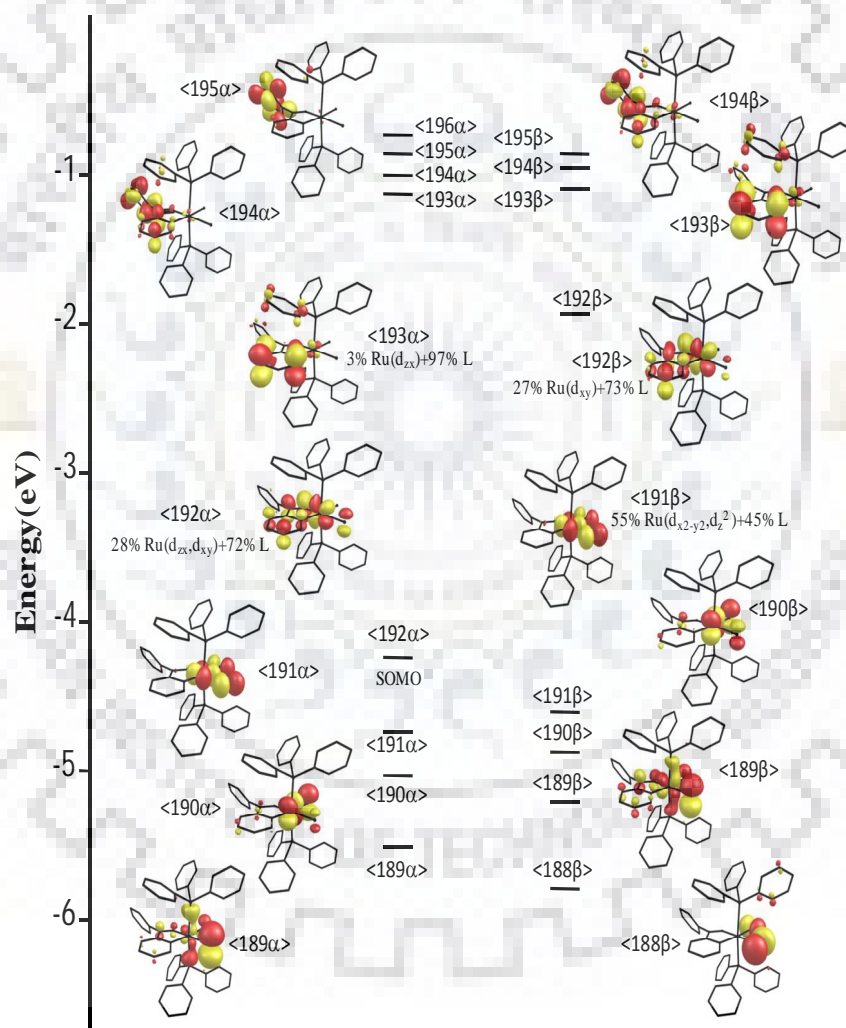 <195α>
<194β>
<196α>
<195β>
<195α>
<194β>
-1
<194α>
<193α>
<193β>
<194α>
<193β>
<192β>
-2
<193α>
3% Ru(dzx)+97% L
<192β>
27% Ru(dxy)+73% L
-3
<191β>
<192α>
55% Ru(dx2-y2,dz2)+45% L
28% Ru(dzx,dxy)+72% L
Energy(eV)
-4
<190β>
<192α>
<191α>
SOMO
<191β>
<190β>
<191α>
-5
<189β>
<189β>
<190α>
<190α>
<189α>
<188β>
-6
<189α>
<188β>